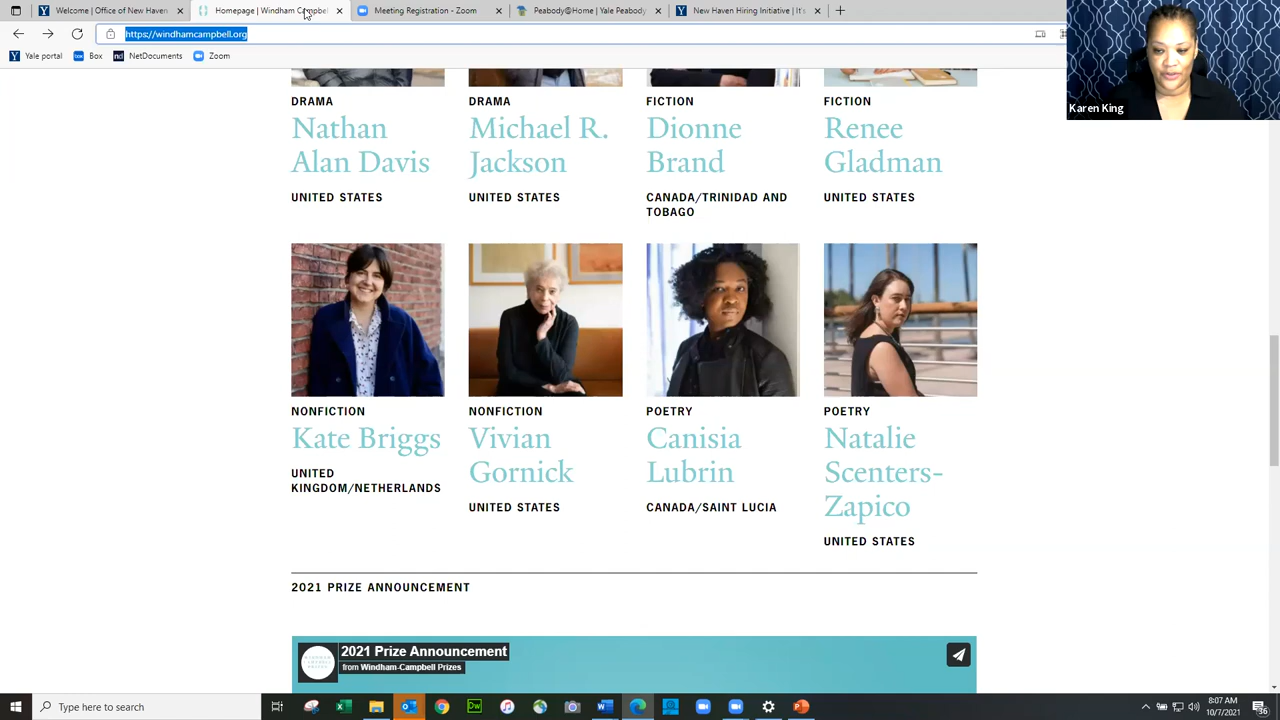 Welcome | Office of New Haven
Homepage | Windham Campbel
Meeting Registration - Zoom
Peabody@Home | Yale Peabody
New Haven Hiring Initiative | It's
https://windhamcampbell.org
Yale portal
Box
NetDocuments
Zoom
Karen King
DRAMA
Nathan
Alan Davis
UNITED STATES
DRAMA
Michael R.
Jackson
UNITED STATES
FICTION
Dionne
Brand
CANADA/TRINIDAD AND
TOBAGO
FICTION
Renee
Gladman
UNITED STATES
NONFICTION
Kate Briggs
UNITED
KINGDOM/NETHERLANDS
NONFICTION
Vivian
Gornick
UNITED STATES
POETRY
Canisia
Lubrin
CANADA/SAINT LUCIA
POETRY
Natalie
Scenters-
Zapico
UNITED STATES
2021 PRIZE ANNOUNCEMENT
2021 Prize Announcement
from Windham-Campbell Prizes
Type here to search
8:07 AM
10/7/2021
36